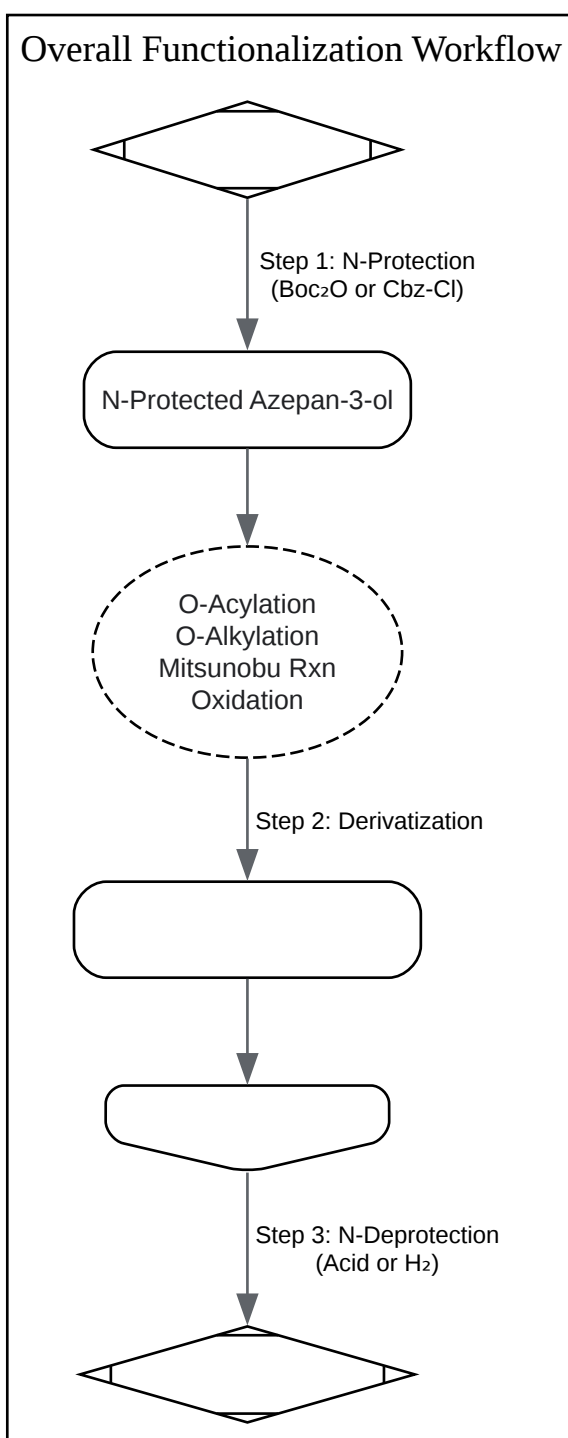 Overall Functionalization Workflow
Step 1: N-Protection
(Boc₂O or Cbz-Cl)
N-Protected Azepan-3-ol
O-Acylation
O-Alkylation
Mitsunobu Rxn
Oxidation
Step 2: Derivatization
Step 3: N-Deprotection
(Acid or H₂)